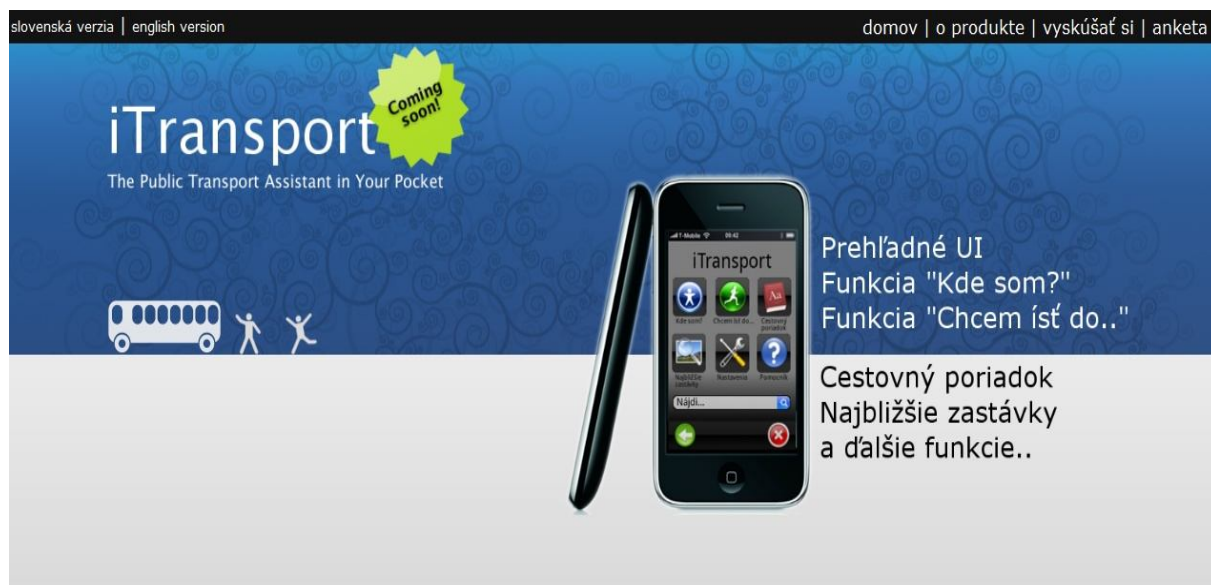 slovenská verzia | english version
domov | o produkte | vyskúšať si | anketa
iTransport
Coming
soon!
The Public Transport Assistant in Your Pocket
T-Mobile 09:42
iTransport
Kde som? Chcem ísť do... Cestovný
poriadok
Najbližšie
zastávky
Nastavenia Pomocník
Nájdi...
Prehľadné UI
Funkcia "Kde som?"
Funkcia "Chcem ísť do.."
Cestovný poriadok
Najbližšie zastávky
a ďalšie funkcie..